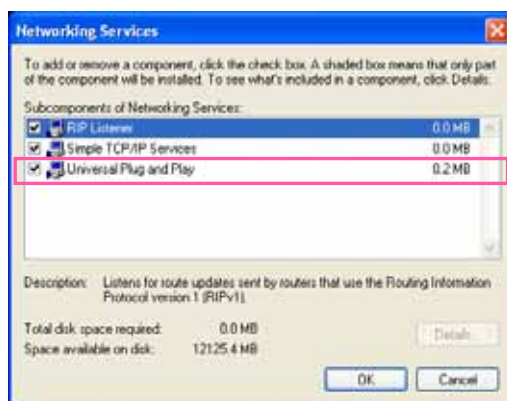 Networking Services
To add or remove a component, click the check box. A shaded box means that only part
of the component will be installed. To see what's included in a component, click Details.
Subcomponents of Networking Services:
RIP Listener 0.0 MB
Simple TCP/IP Services 0.0 MB
Universal Plug and Play 0.2 MB
Description: Listens for route updates sent by routers that use the Routing Information
Protocol version 1 (RIPv1).
Total disk space required: 0.0 MB
Space available on disk: 12125.4 MB
Details...
OK Cancel